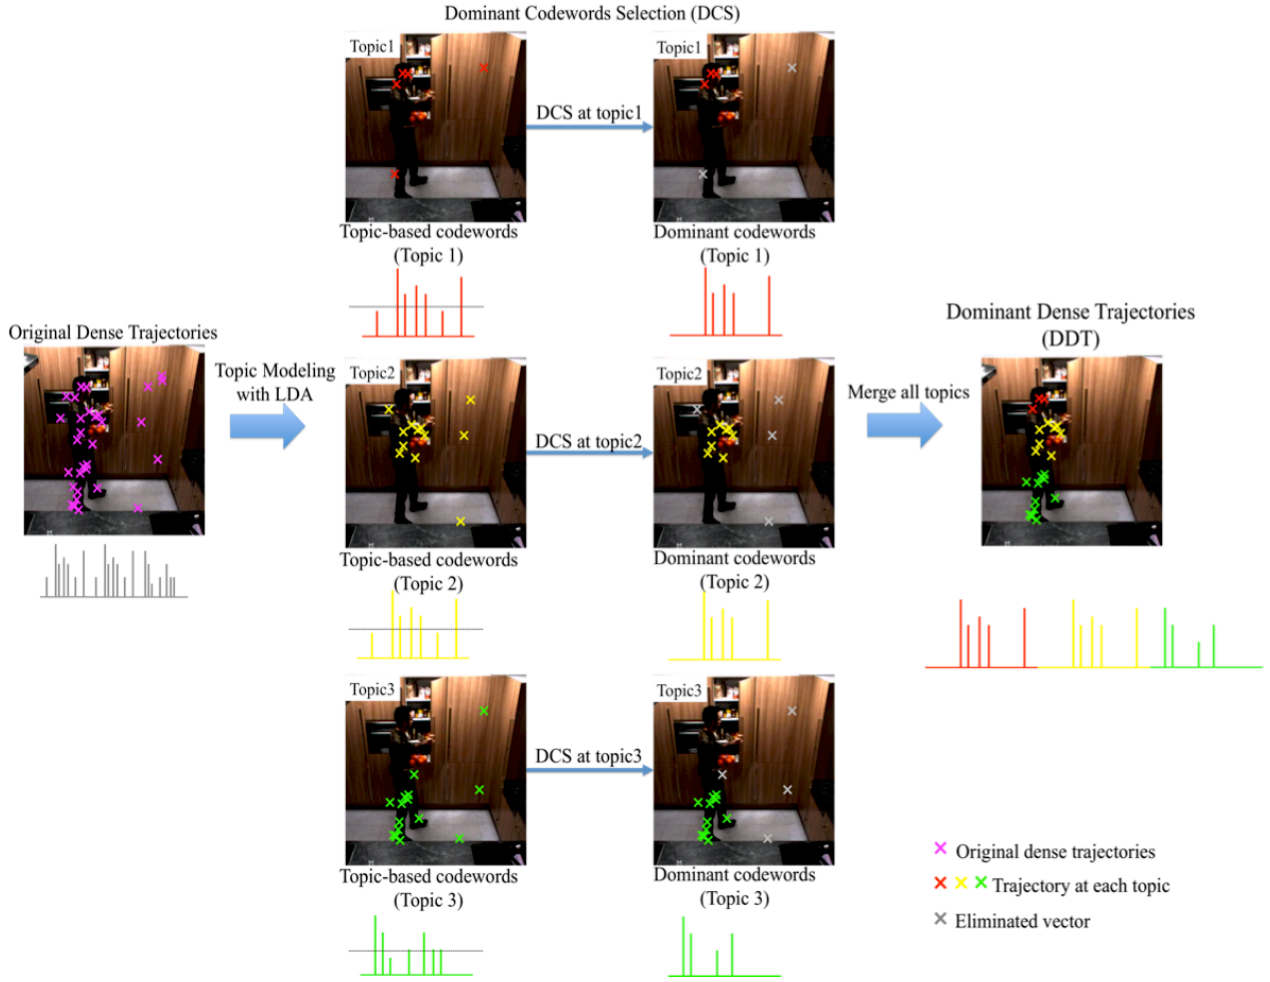 Dominant Codewords Selection (DCS)
Topic1
DCS at topic1
Topic1
Topic-based codewords
(Topic 1)
Dominant codewords
(Topic 1)
Original Dense Trajectories
Topic Modeling
with LDA
Topic2
DCS at topic2
Topic2
Topic-based codewords
(Topic 2)
Dominant codewords
(Topic 2)
Merge all topics
Dominant Dense Trajectories
(DDT)
Topic3
DCS at topic3
Topic3
Topic-based codewords
(Topic 3)
Dominant codewords
(Topic 3)
Original dense trajectories
Trajectory at each topic
Eliminated vector